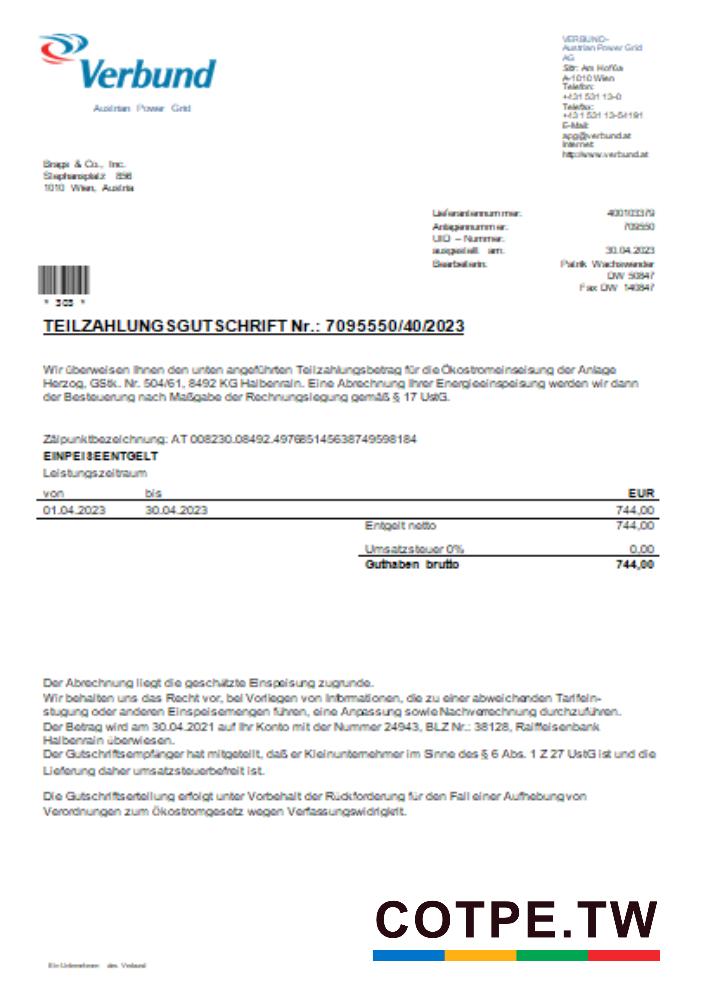 Verbund
Austrian Power Grid
VERBUND-
Austrian Power Grid
AG
Sitz: Am Hof 6a
A-1010 Wien
Telefon:
+431 531 13-0
Telefax:
+43 1 531 13-54191
E-Mail:
apg@verbund.at
Internet:
http://www.verbund.at
Brags & Co., Inc.
Stephansplatz 856
1010 Wien, Austria
Lieferantennummer: 400103379
Anlagennummer: 709550
UID – Nummer:
ausgestellt am: 30.04.2023
Bearbeiterin: Patrik Wachswender
DW 50847
Fax DW 140847
* 303 *
TEILZAHLUNGSGUTSCHRIFT Nr.: 7095550/40/2023
Wir überweisen Ihnen den unten angeführten Teilzahlungsbetrag für die Ökostromeinseisung der Anlage
Herzog, GStk. Nr. 504/61, 8492 KG Halbenrain. Eine Abrechnung Ihrer Energieeinspeisung werden wir dann
der Besteuerung nach Maßgabe der Rechnungslegung gemäß § 17 UstG.
Zälpunktbezeichnung: AT 008230.08492.497685145638749598184
EINPEISEENTGELT
Leistungszeitraum
von bis EUR
01.04.2023 30.04.2023 744,00
Entgelt netto 744,00
Umsatzsteuer 0% 0,00
Guthaben brutto 744,00
Der Abrechnung liegt die geschätzte Einspeisung zugrunde.
Wir behalten uns das Recht vor, bei Vorliegen von Informationen, die zu einer abweichenden Tarifein-
stugung oder anderen Einspeisemengen führen, eine Anpassung sowie Nachverrechnung durchzuführen.
Der Betrag wird am 30.04.2021 auf Ihr Konto mit der Nummer 24943, BLZ Nr.: 38128, Raiffeisenbank
Halbenrain überwiesen.
Der Gutschriftsempfänger hat mitgeteilt, daß er Kleinunternehmer im Sinne des § 6 Abs. 1 Z 27 UstG ist und die
Lieferung daher umsatzsteuerbefreit ist.
Die Gutschriftserteilung erfolgt unter Vorbehalt der Rückforderung für den Fall einer Aufhebung von
Verordnungen zum Ökostromgesetz wegen Verfassungswidrigkeit.
COTPE.TW
Ein Unternehmen des Verbund